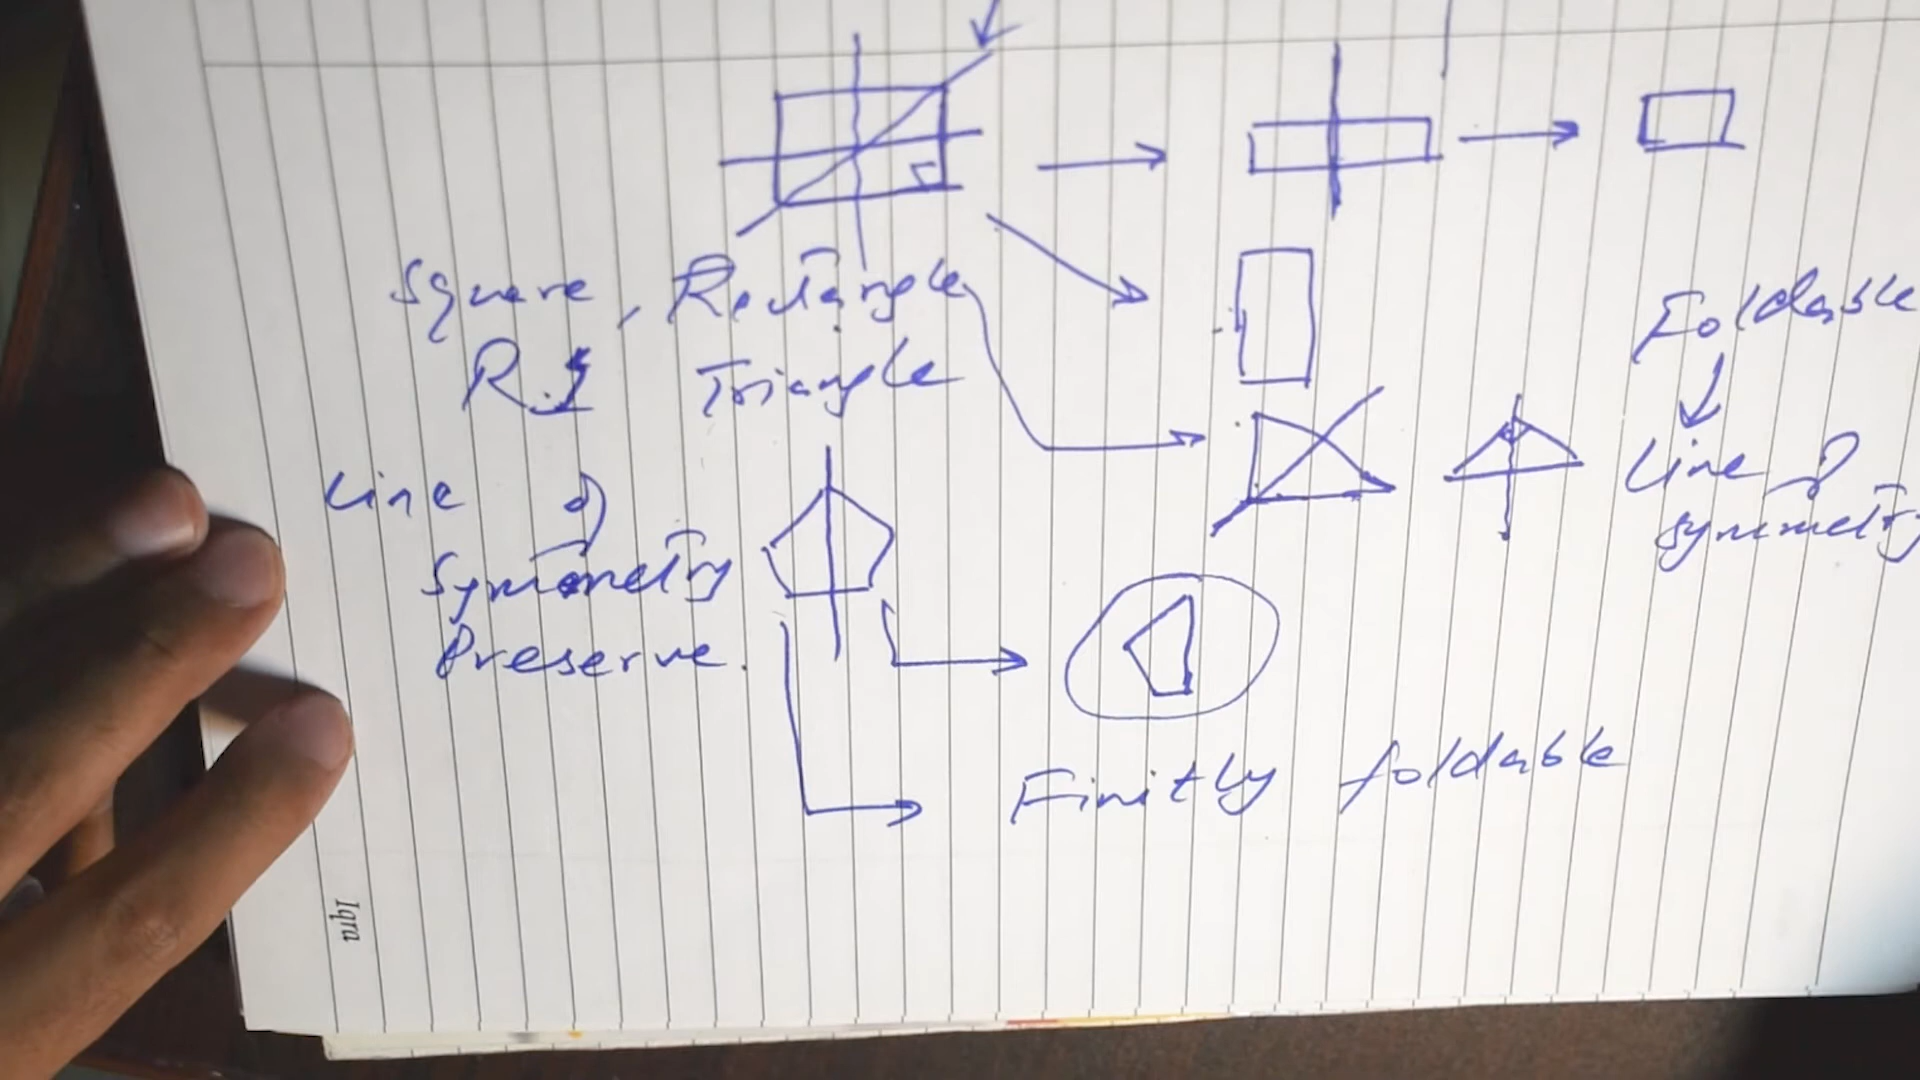 Square, Rectangle
R.I Triangle
Line of
Symmetry
Preserve.
Foldable
Line of
symmetry
Finitly foldable
Iqra